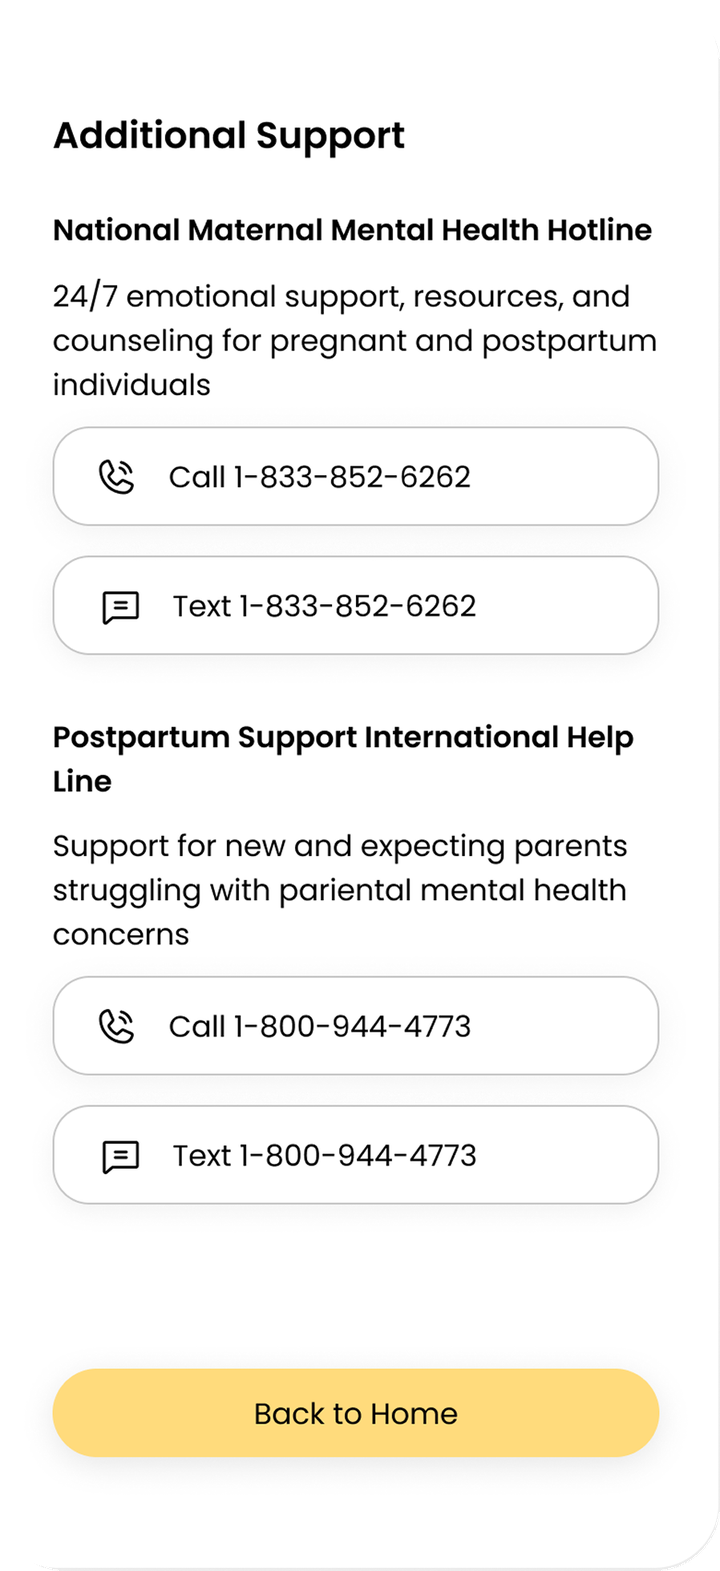 Additional Support
National Maternal Mental Health Hotline
24/7 emotional support, resources, and
counseling for pregnant and postpartum
individuals
Call 1-833-852-6262
Text 1-833-852-6262
Postpartum Support International Help
Line
Support for new and expecting parents
struggling with pariental mental health
concerns
Call 1-800-944-4773
Text 1-800-944-4773
Back to Home